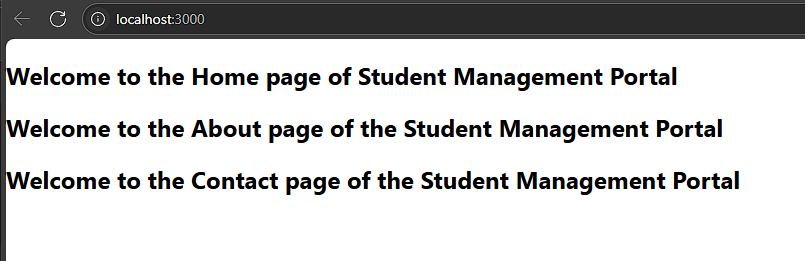 localhost:3000
Welcome to the Home page of Student Management Portal
Welcome to the About page of the Student Management Portal
Welcome to the Contact page of the Student Management Portal